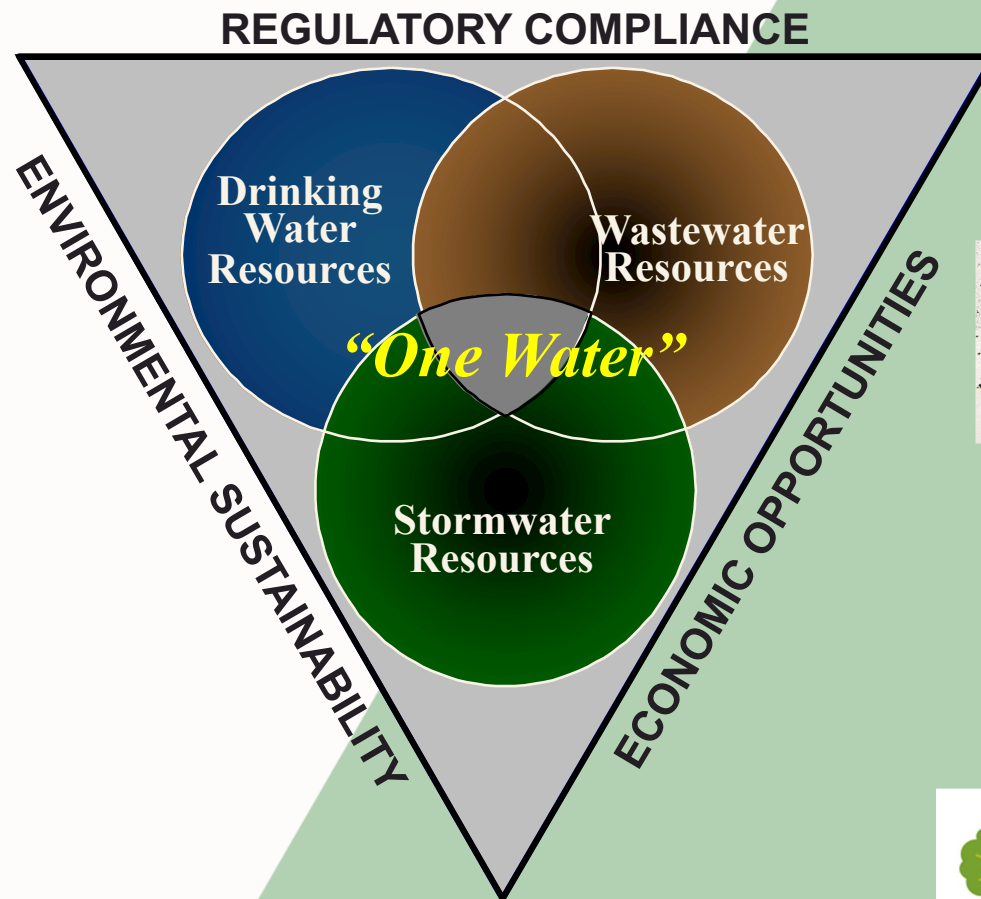 REGULATORY COMPLIANCE
Drinking
Water
Resources
Wastewater
Resources
“One Water”
Stormwater
Resources
ENVIRONMENTAL SUSTAINABILITY
ECONOMIC OPPORTUNITIES